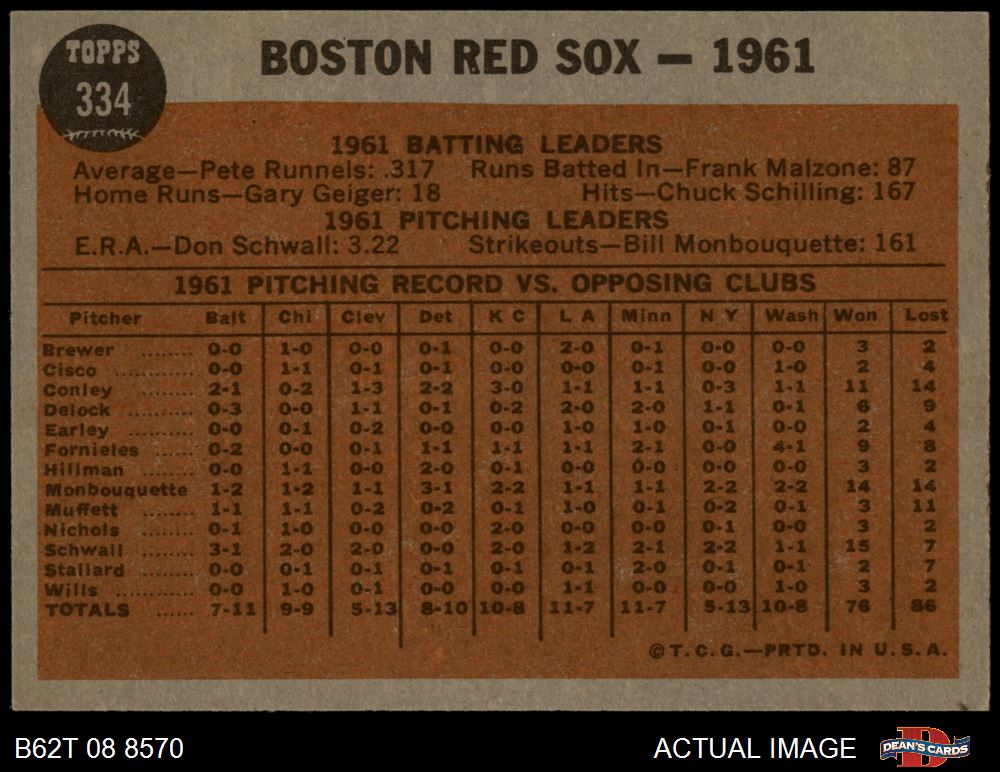 TOPPS
334
BOSTON RED SOX — 1961
1961 BATTING LEADERS
Average—Pete Runnels: .317 Runs Batted In—Frank Malzone: 87
Home Runs—Gary Geiger: 18 Hits—Chuck Schilling: 167
1961 PITCHING LEADERS
E.R.A.—Don Schwall: 3.22 Strikeouts—Bill Monbouquette: 161
1961 PITCHING RECORD VS. OPPOSING CLUBS
Pitcher Balt Chi Clev Det K C L A Minn N Y Wash Won Lost
Brewer ........ 0-0 1-0 0-0 0-1 0-0 2-0 0-1 0-0 0-0 3 2
Cisco ............ 0-0 1-1 0-1 0-1 0-0 0-0 0-1 0-0 1-0 2 4
Conley .......... 2-1 0-2 1-3 2-2 3-0 1-1 1-1 0-3 1-1 11 14
Delock .......... 0-3 0-0 1-1 0-1 0-2 2-0 2-0 1-1 0-1 6 9
Earley .......... 0-0 0-1 0-2 0-0 0-0 1-0 1-0 0-1 0-0 2 4
Fornieles ...... 0-2 0-0 0-1 1-1 1-1 1-1 2-1 0-0 4-1 9 8
Hillman ........ 0-0 1-1 0-0 2-0 0-1 0-0 0-0 0-0 0-0 3 2
Monbouquette 1-2 1-2 1-1 3-1 2-2 1-1 1-1 2-2 2-2 14 14
Muffett ........ 1-1 1-1 0-2 0-2 0-1 1-0 0-1 0-2 0-1 3 11
Nichols ........ 0-1 1-0 0-0 0-0 2-0 0-0 0-0 0-1 0-0 3 2
Schwall ........ 3-1 2-0 2-0 0-0 2-0 1-2 2-1 2-2 1-1 15 7
Stallard ........ 0-0 0-1 0-1 0-1 0-1 0-1 2-0 0-1 0-1 2 7
Wills ............ 0-0 1-0 0-1 0-0 0-0 1-1 0-0 0-0 1-0 3 2
TOTALS ...... 7-11 9-9 5-13 8-10 10-8 11-7 11-7 5-13 10-8 76 86
©T.C.G.—PRTD. IN U.S.A.
B62T 08 8570 ACTUAL IMAGE DEAN'S CARDS